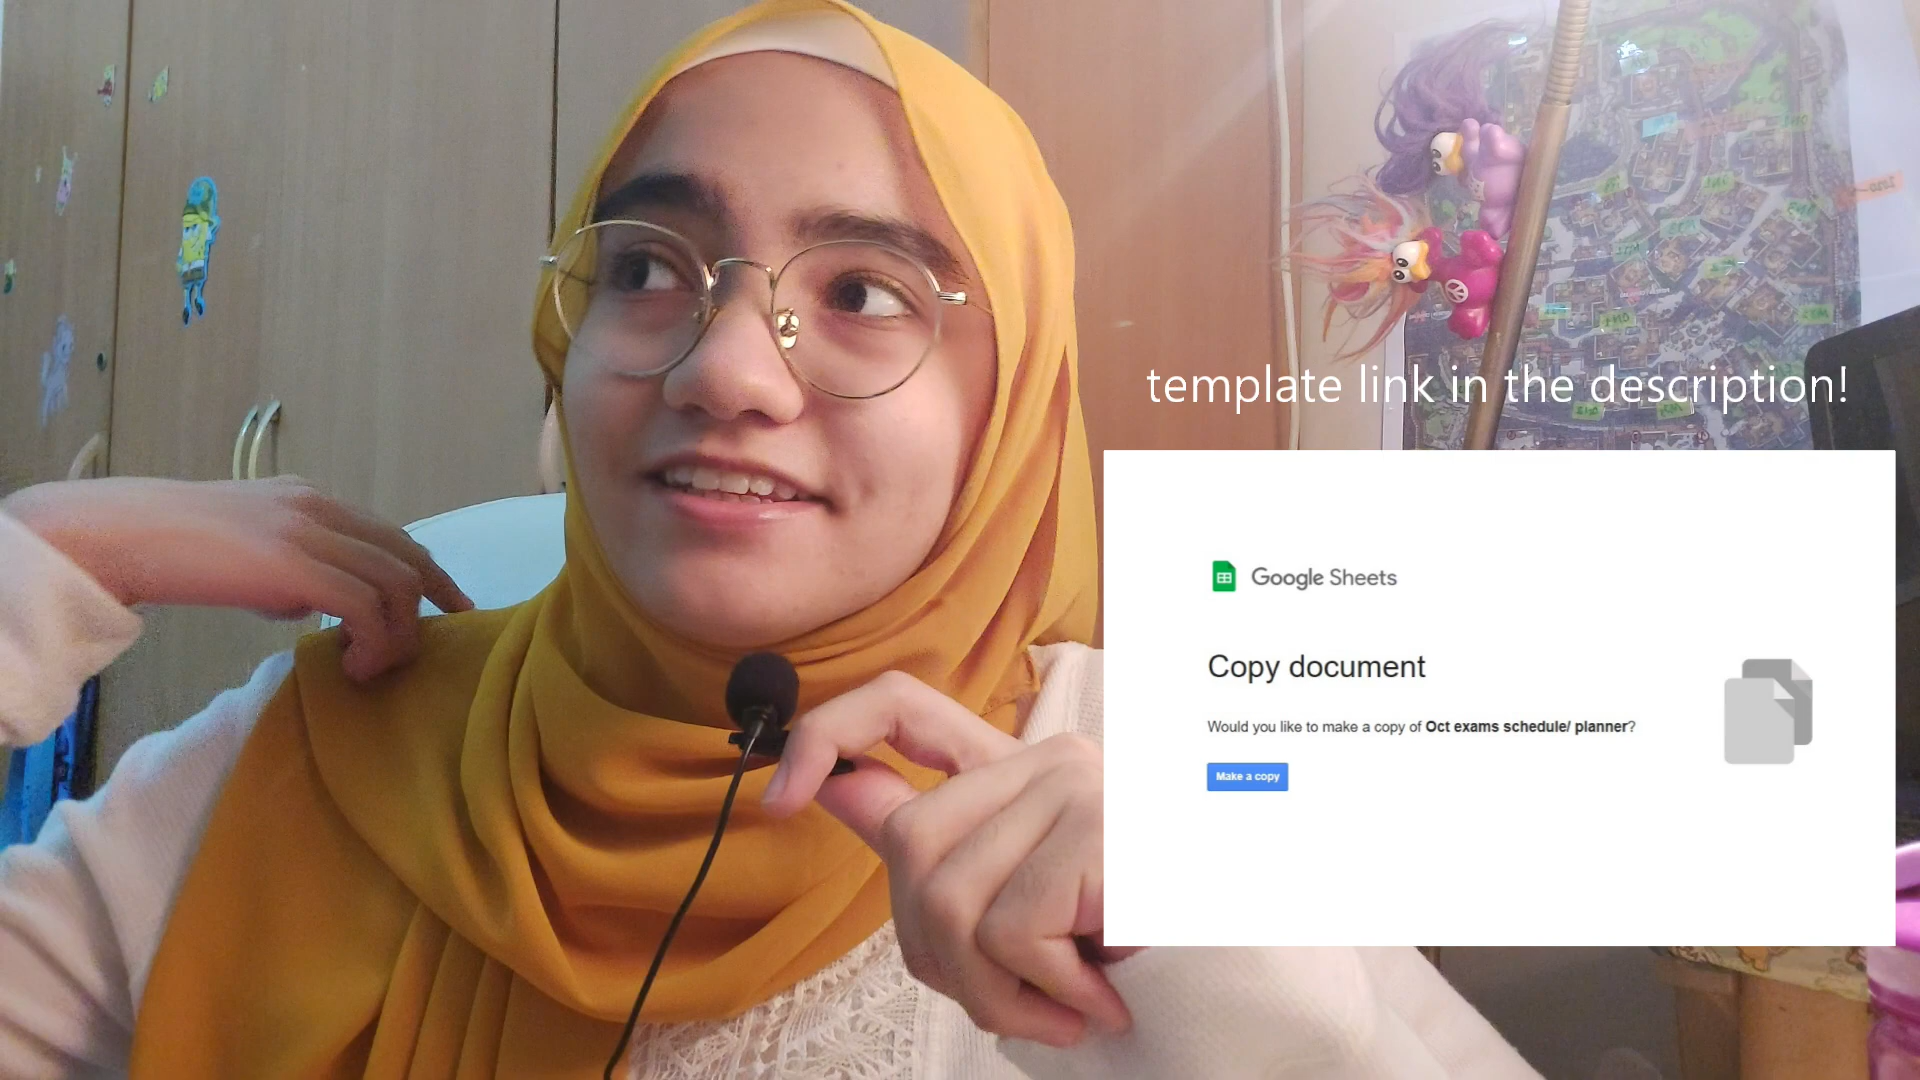 template link in the description!
Google Sheets
Copy document
Would you like to make a copy of Oct exams schedule/ planner?
Make a copy